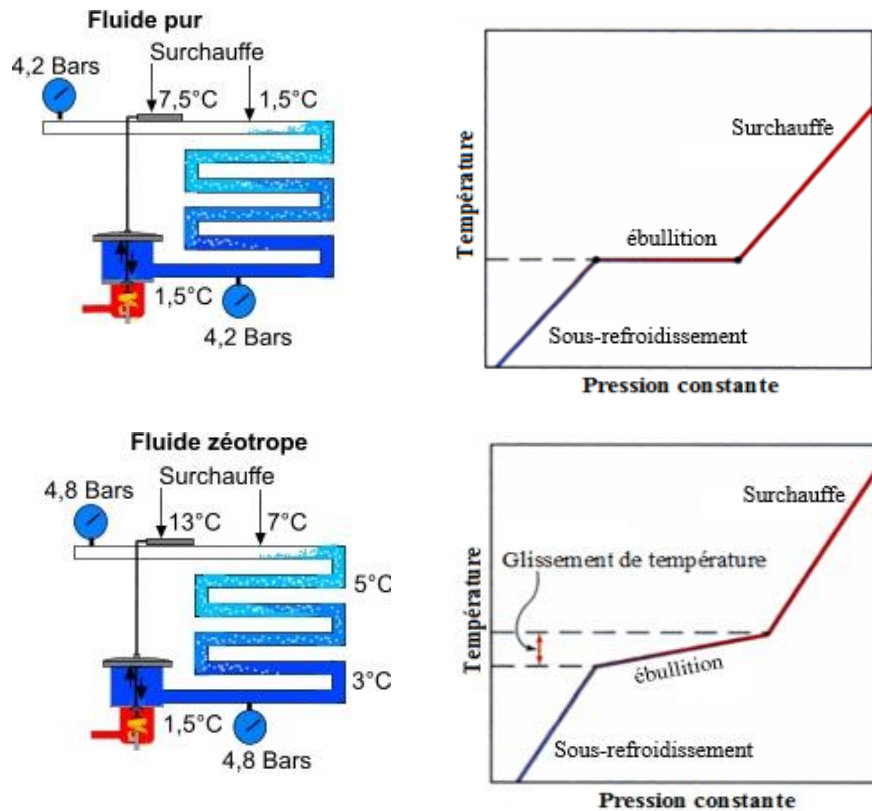 Fluide pur
Surchauffe
4,2 Bars
7,5°C
1,5°C
1,5°C
4,2 Bars
Température
Surchauffe
ébullition
Sous-refroidissement
Pression constante
Fluide zéotrope
Surchauffe
4,8 Bars
13°C
7°C
5°C
3°C
1,5°C
4,8 Bars
Température
Surchauffe
Glissement de température
ébullition
Sous-refroidissement
Pression constante